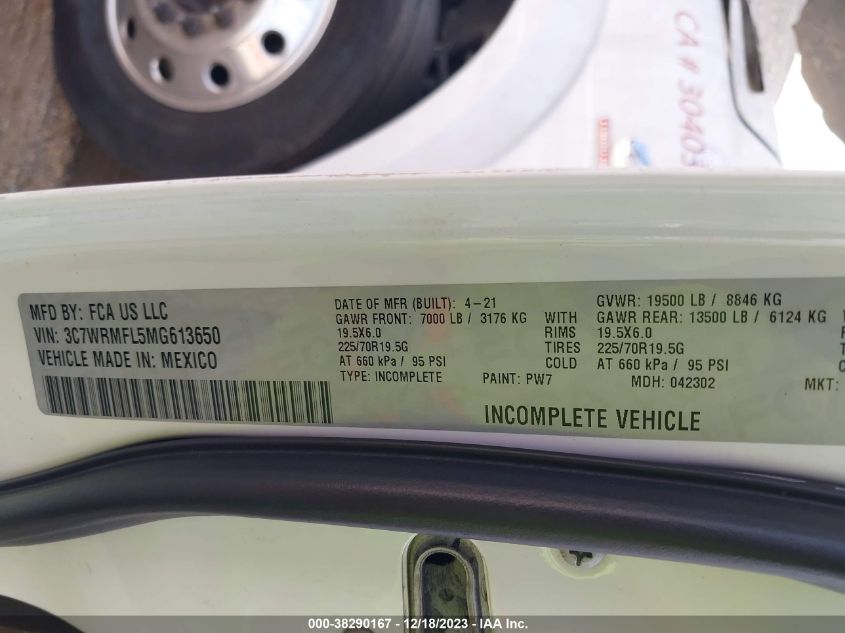 CA # 30403
MFD BY: FCA US LLC
VIN: 3C7WRMFL5MG613650
VEHICLE MADE IN: MEXICO
DATE OF MFR (BUILT): 4-21
GAWR FRONT: 7000 LB / 3176 KG WITH
19.5X6.0 RIMS
225/70R19.5G TIRES
AT 660 kPa / 95 PSI COLD
TYPE: INCOMPLETE PAINT: PW7
GVWR: 19500 LB / 8846 KG
GAWR REAR: 13500 LB / 6124 KG
19.5X6.0
225/70R19.5G
AT 660 kPa / 95 PSI
MDH: 042302 MKT:
INCOMPLETE VEHICLE
000-38290167 - 12/18/2023 - IAA Inc.